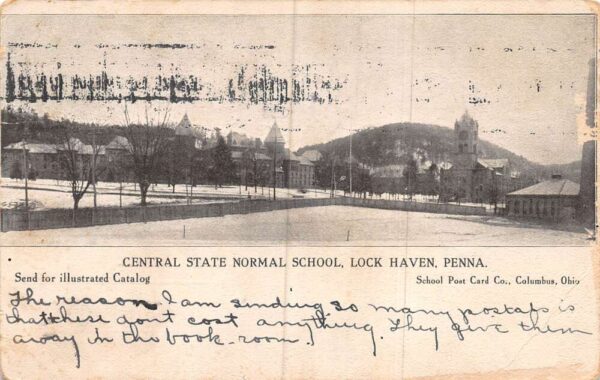 CENTRAL STATE NORMAL SCHOOL, LOCK HAVEN, PENNA.
Send for illustrated Catalog
School Post Card Co., Columbus, Ohio
The reason I am sending so many postals is
that these dont cost anything. They give them
away in the book-room.